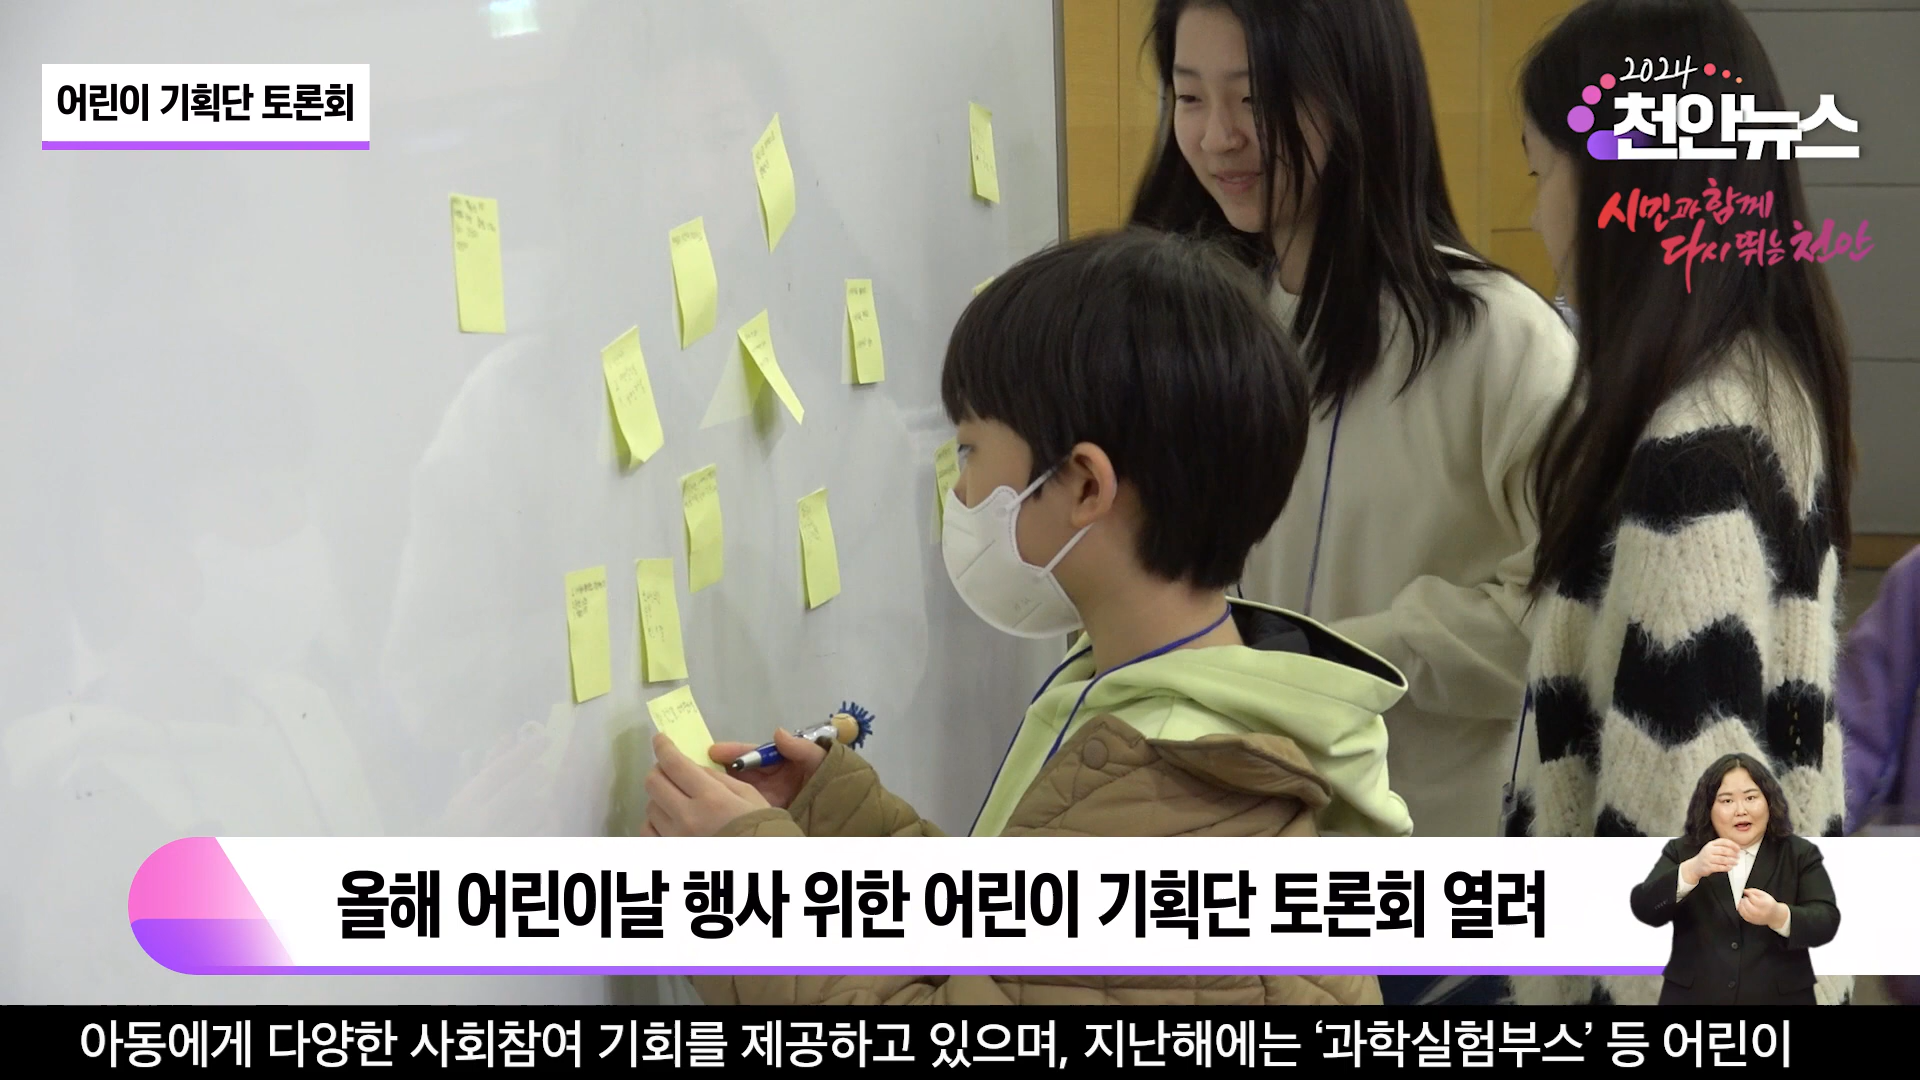 어린이 기획단 토론회
2024
천안뉴스
시민과 함께
다시 뛰는 천안
올해 어린이날 행사 위한 어린이 기획단 토론회 열려
아동에게 다양한 사회참여 기회를 제공하고 있으며, 지난해에는 ‘과학실험부스’ 등 어린이